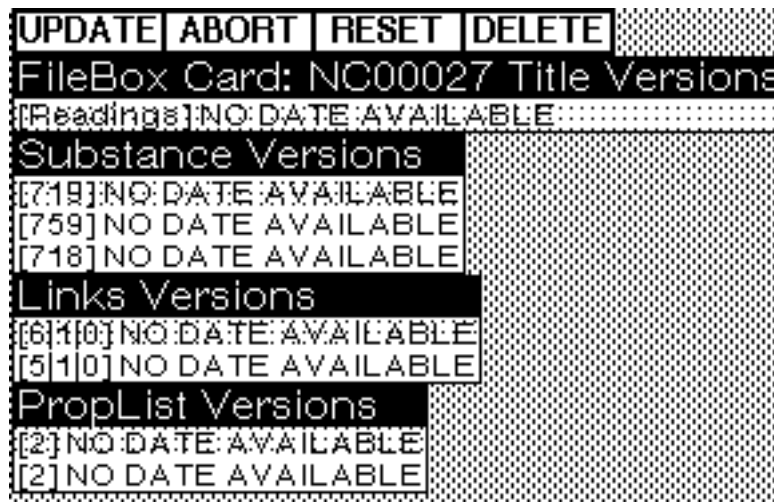 UPDATE ABORT RESET DELETE
FileBox Card: NC00027 Title Versions
[Readings] NO DATE AVAILABLE
Substance Versions
[719] NO DATE AVAILABLE
[759] NO DATE AVAILABLE
[718] NO DATE AVAILABLE
Links Versions
[6|1|0] NO DATE AVAILABLE
[5|1|0] NO DATE AVAILABLE
PropList Versions
[2] NO DATE AVAILABLE
[2] NO DATE AVAILABLE